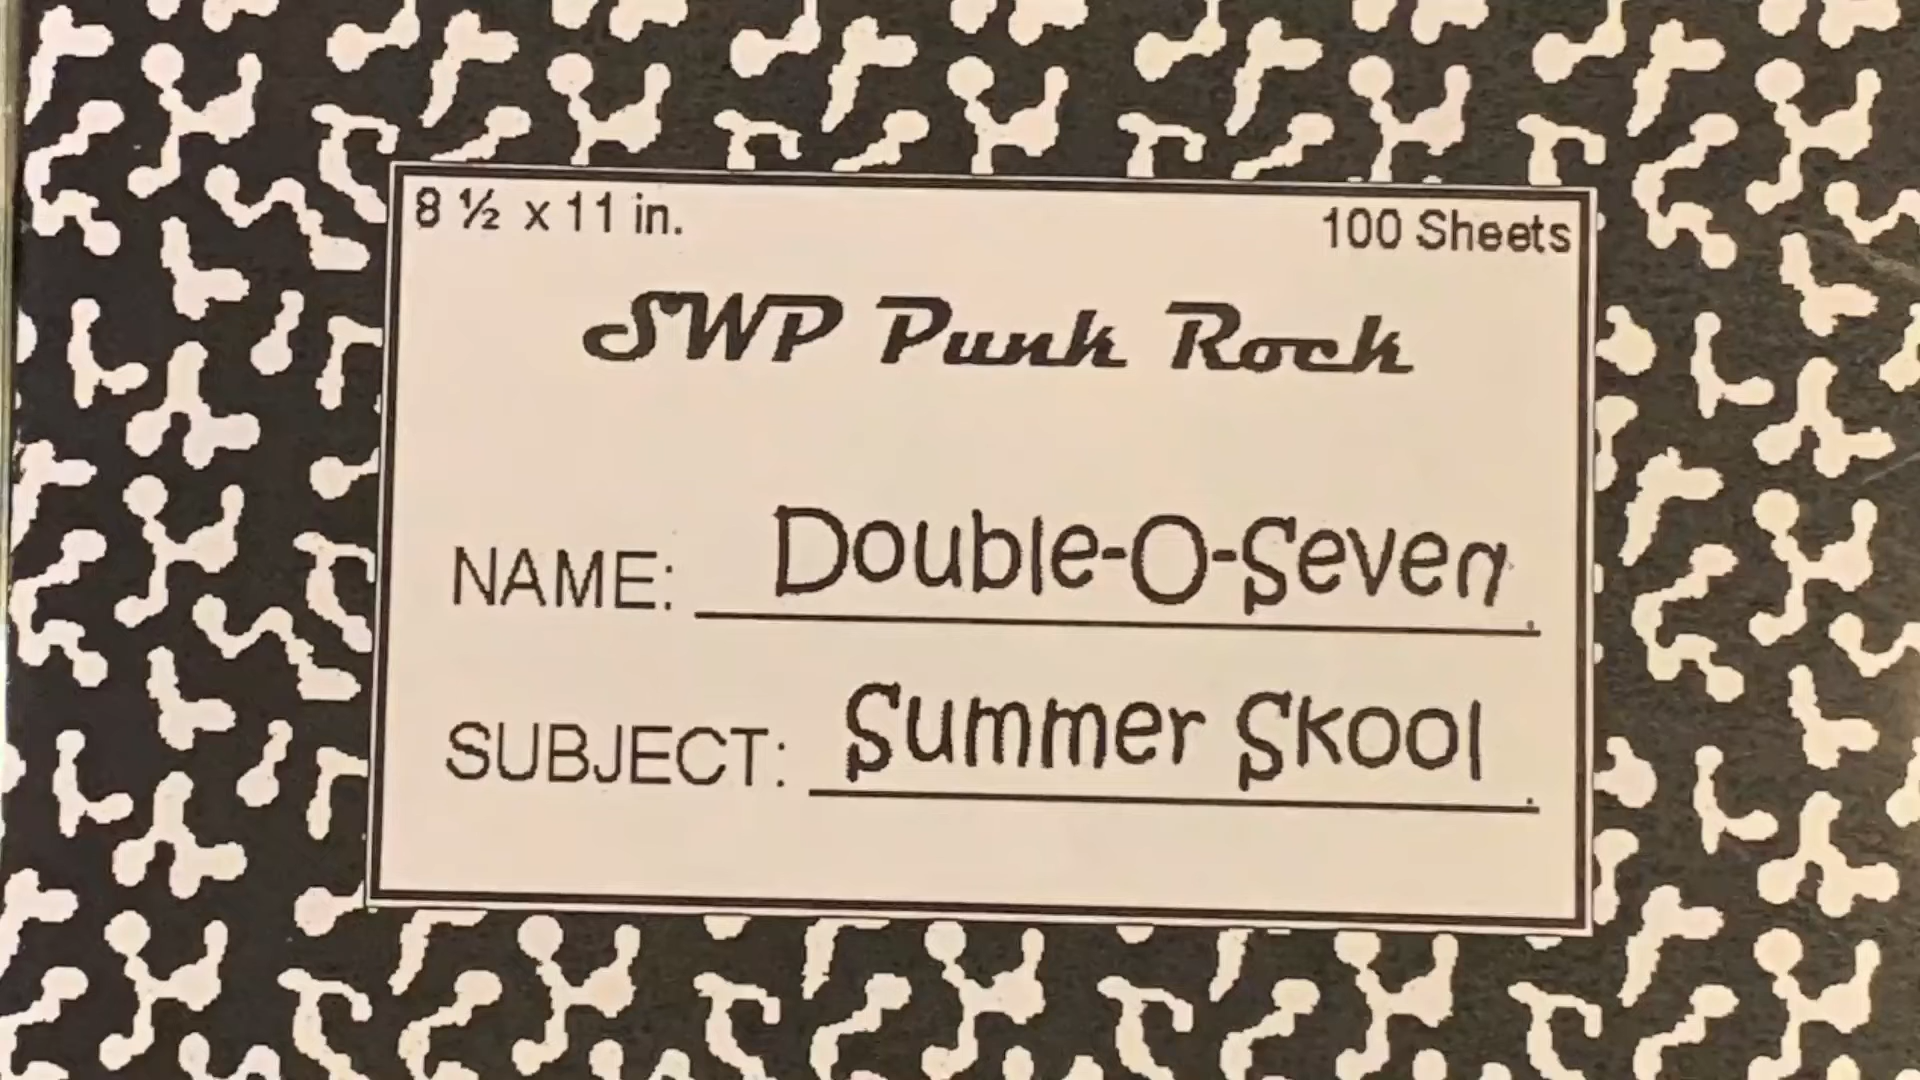 8 ½ x 11 in.
100 Sheets
SWP Punk Rock
NAME: Double-O-Seven
SUBJECT: Summer Skool